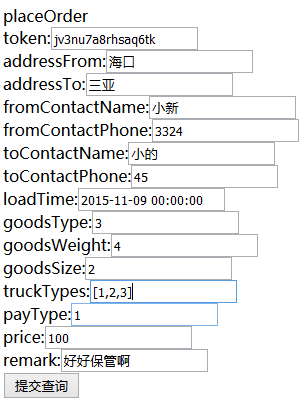 placeOrder
token:jv3nu7a8rhsaq6tk
addressFrom:海口
addressTo:三亚
fromContactName:小新
fromContactPhone:3324
toContactName:小的
toContactPhone:45
loadTime:2015-11-09 00:00:00
goodsType:3
goodsWeight:4
goodsSize:2
truckTypes:[1,2,3]
payType:1
price:100
remark:好好保管啊
提交查询